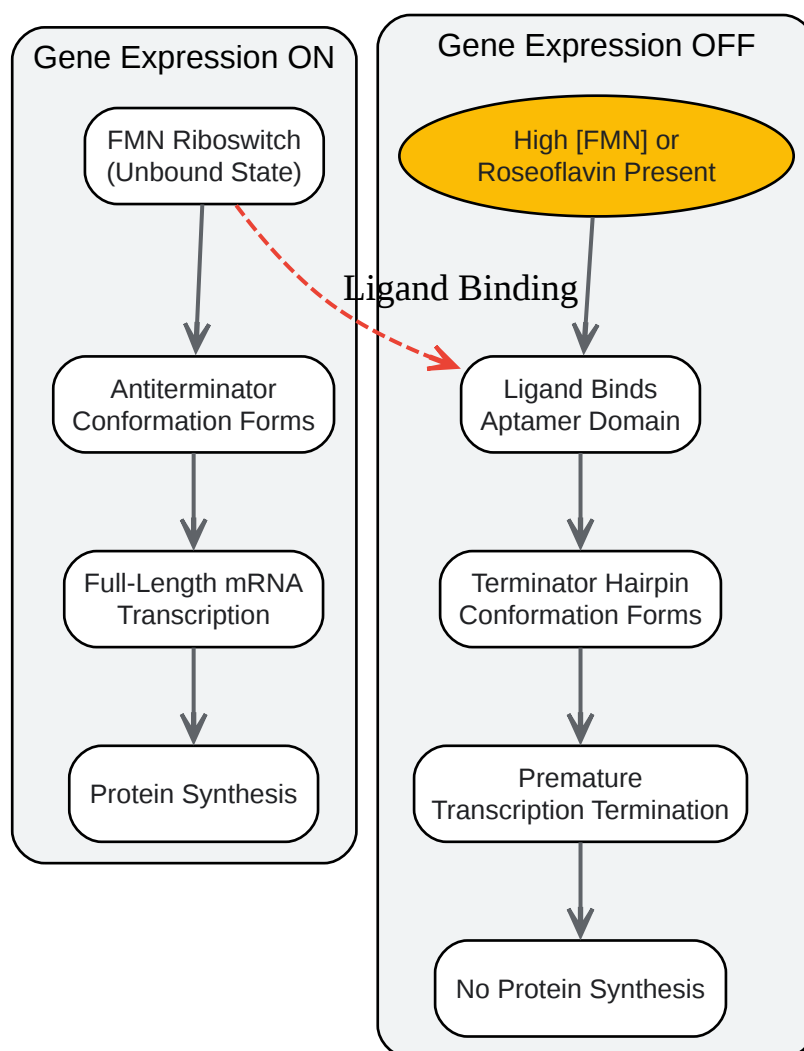 Gene Expression ON
FMN Riboswitch
(Unbound State)
Antiterminator
Conformation Forms
Full-Length mRNA
Transcription
Protein Synthesis
Ligand Binding
Gene Expression OFF
High [FMN] or
Roseoflavin Present
Ligand Binds
Aptamer Domain
Terminator Hairpin
Conformation Forms
Premature
Transcription Termination
No Protein Synthesis